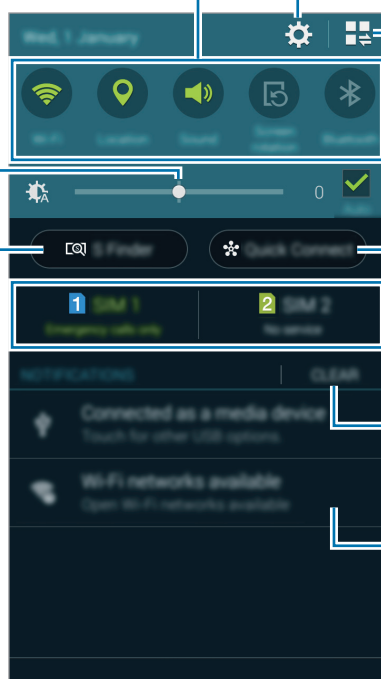 Wed, 1 January
Wi-Fi
Location
Sound
Screen rotation
Bluetooth
0
Auto
S Finder
Quick Connect
1 SIM 1
Emergency calls only
2 SIM 2
No service
NOTIFICATIONS
CLEAR
Connected as a media device
Touch for other USB options.
Wi-Fi networks available
Open Wi-Fi networks available